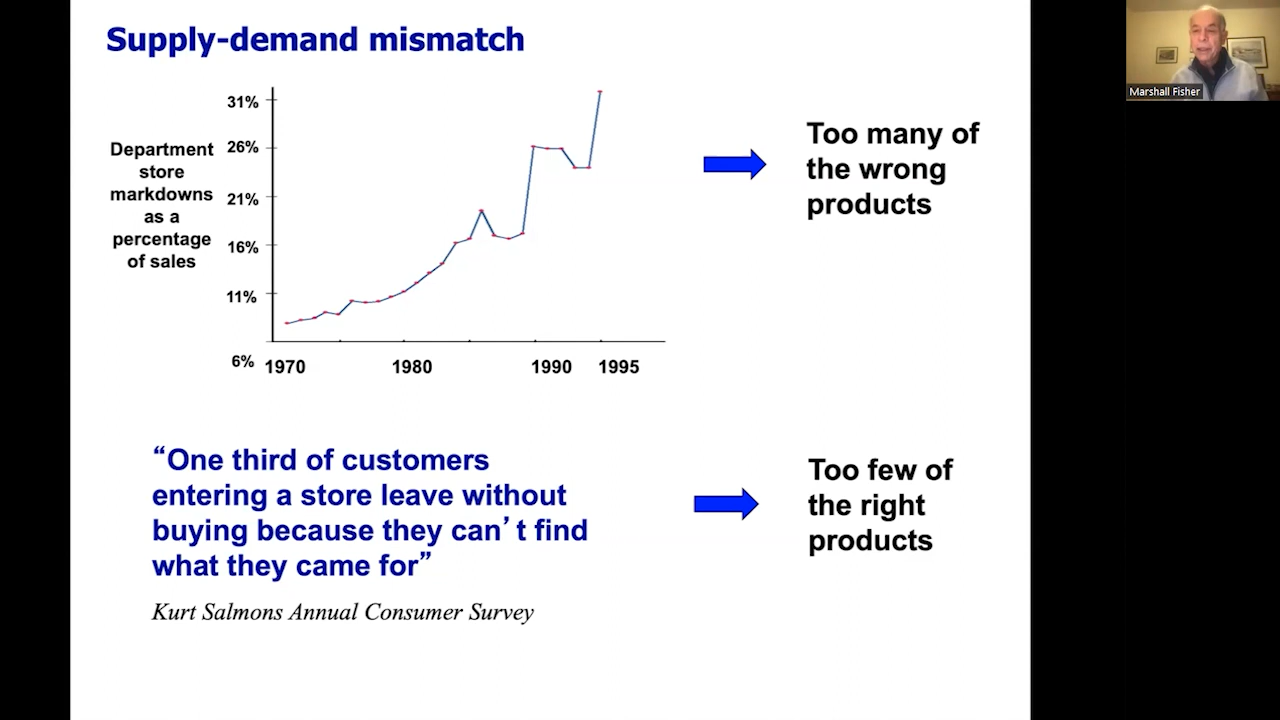 Supply-demand mismatch
Department
store
markdowns
as a
percentage
of sales
31%
26%
21%
16%
11%
6%
1970
1980
1990
1995
Too many of
the wrong
products
“One third of customers
entering a store leave without
buying because they can’t find
what they came for”
Kurt Salmons Annual Consumer Survey
Too few of
the right
products
Marshall Fisher